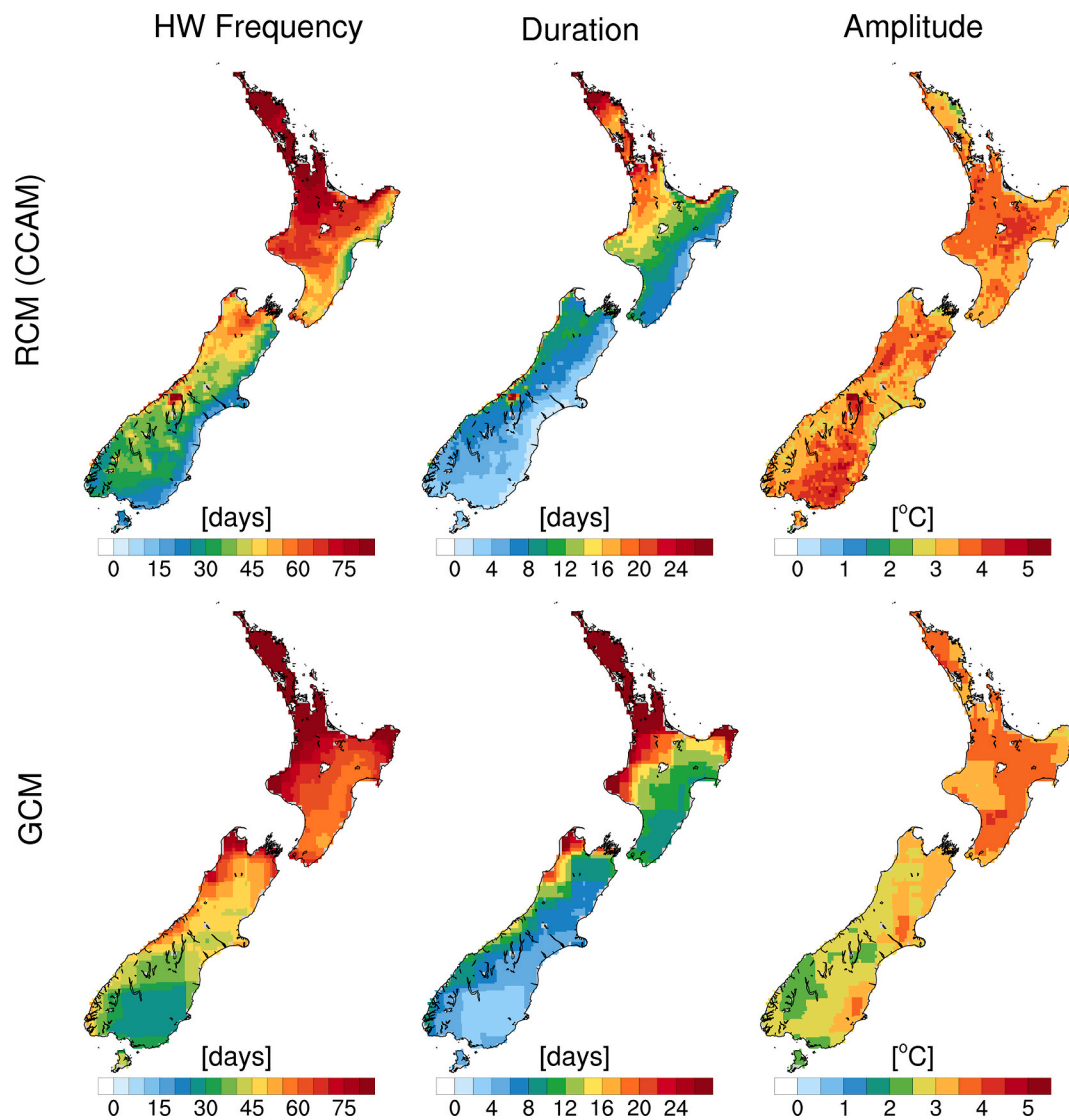 HW Frequency Duration Amplitude
RCM (CCAM)
[days] [days] [°C]
0 15 30 45 60 75 0 4 8 12 16 20 24 0 1 2 3 4 5
GCM
[days] [days] [°C]
0 15 30 45 60 75 0 4 8 12 16 20 24 0 1 2 3 4 5